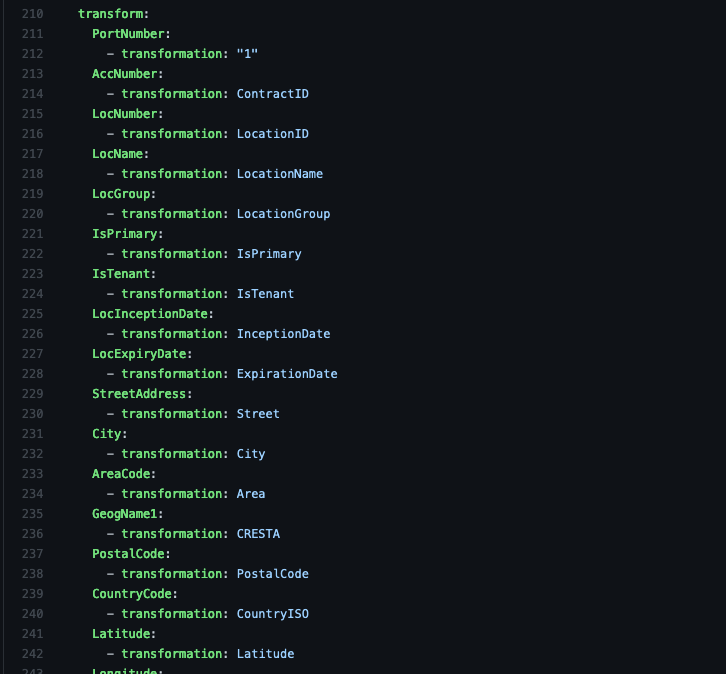 210 transform:
211 PortNumber:
212 - transformation: "1"
213 AccNumber:
214 - transformation: ContractID
215 LocNumber:
216 - transformation: LocationID
217 LocName:
218 - transformation: LocationName
219 LocGroup:
220 - transformation: LocationGroup
221 IsPrimary:
222 - transformation: IsPrimary
223 IsTenant:
224 - transformation: IsTenant
225 LocInceptionDate:
226 - transformation: InceptionDate
227 LocExpiryDate:
228 - transformation: ExpirationDate
229 StreetAddress:
230 - transformation: Street
231 City:
232 - transformation: City
233 AreaCode:
234 - transformation: Area
235 GeogName1:
236 - transformation: CRESTA
237 PostalCode:
238 - transformation: PostalCode
239 CountryCode:
240 - transformation: CountryISO
241 Latitude:
242 - transformation: Latitude
243 Longitude: